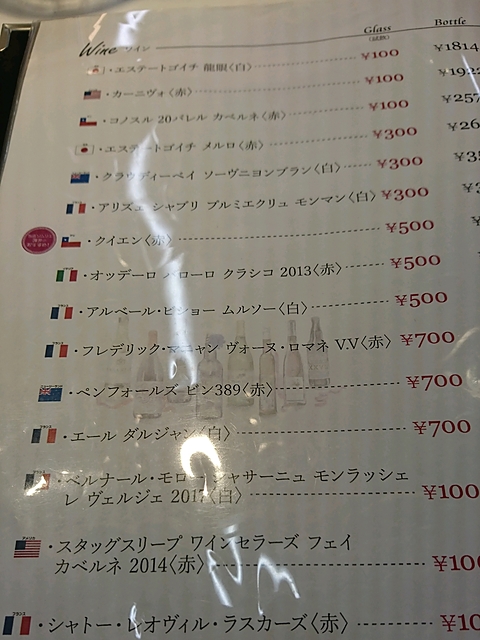 Wine ワイン
Glass
Bottle
・エステートゴイチ 龍眼〈白〉 ¥100 ¥1814
・カーニヴォ〈赤〉 ¥100 ¥192
・コノスル 20バレル カベルネ〈赤〉 ¥100 ¥257
・エステートゴイチ メルロ〈赤〉 ¥300 ¥26
・クラウディーベイ ソーヴニヨンブラン〈白〉 ¥300
・アリズエ シャブリ プルミエクリュ モンマン〈白〉 ¥300
・クイエン〈赤〉 ¥500
・オッデーロ バローロ クラシコ 2013〈赤〉 ¥500
・アルベール・ビショー ムルソー〈白〉 ¥500
・フレデリック・マニャン ヴォーヌ・ロマネ V.V〈赤〉 ¥700
・ペンフォールズ ビン389〈赤〉 ¥700
・エール ダルジャン〈白〉 ¥700
・ベルナール・モロー シャサーニュ モンラッシェ
レ ヴェルジェ 2017〈白〉 ¥100
・スタッグスリープ ワインセラーズ フェイ
カベルネ 2014〈赤〉 ¥100
・シャトー・レオヴィル・ラスカーズ〈赤〉 ¥10